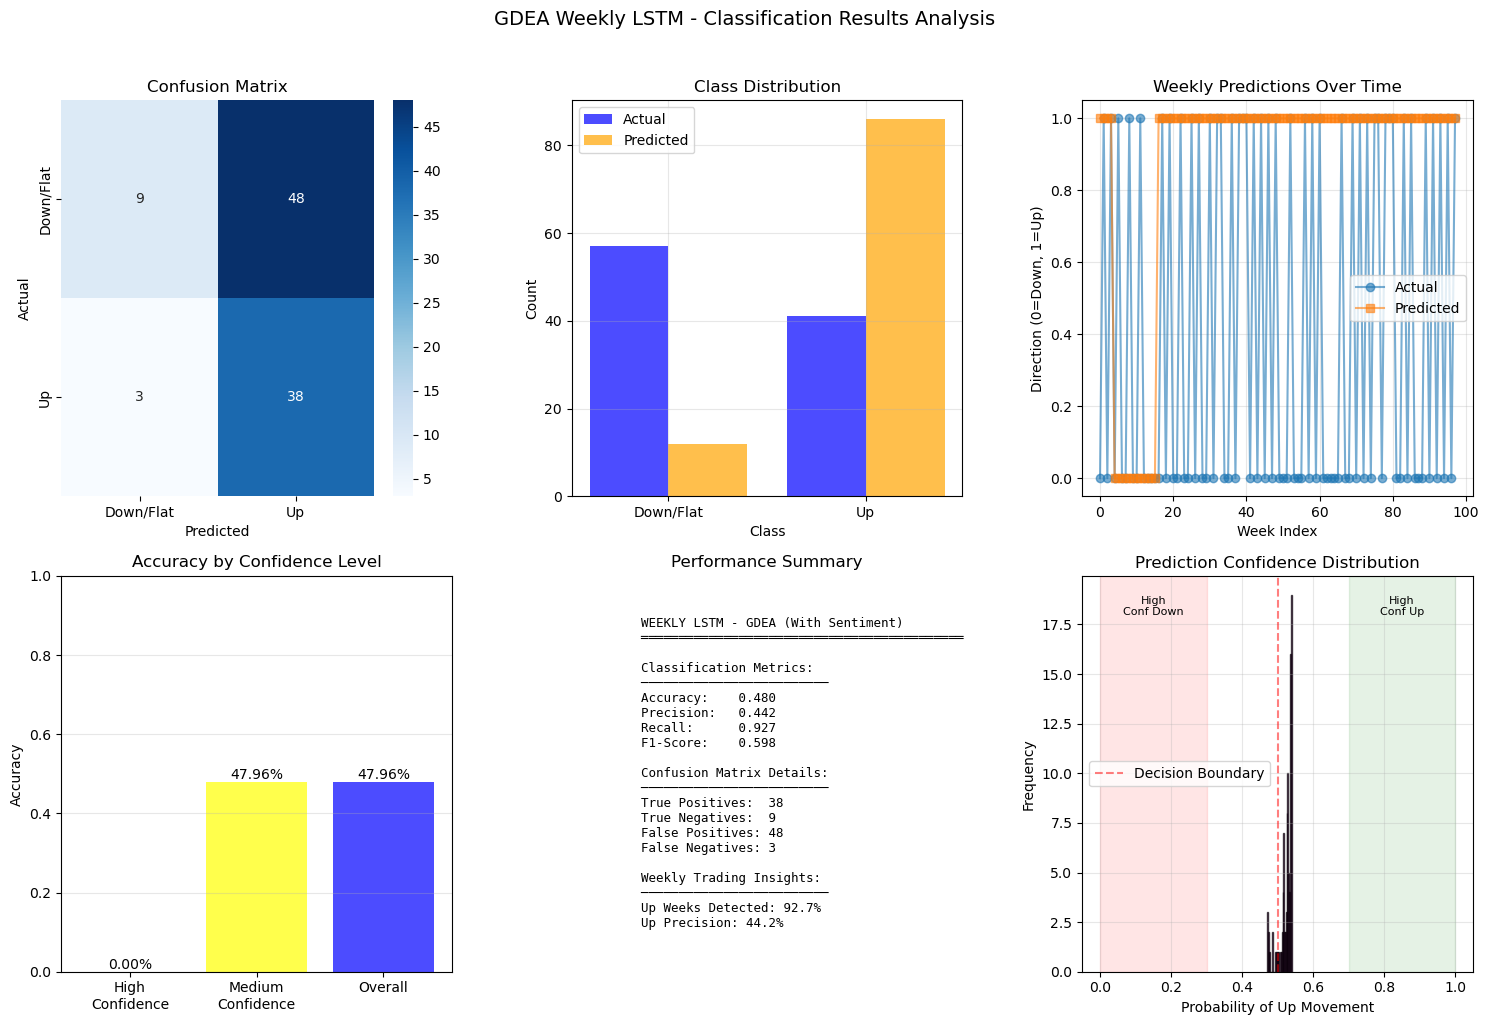 GDEA Weekly LSTM - Classification Results Analysis
Confusion Matrix
Down/Flat
Up
Actual
9
48
3
38
Down/Flat
Up
Predicted
45
40
35
30
25
20
15
10
5
Class Distribution
Actual
Predicted
80
60
40
20
0
Count
Down/Flat
Up
Class
Weekly Predictions Over Time
1.0
0.8
0.6
0.4
0.2
0.0
Direction (0=Down, 1=Up)
Actual
Predicted
0
20
40
60
80
100
Week Index
Accuracy by Confidence Level
1.0
0.8
0.6
0.4
0.2
0.0
Accuracy
0.00%
47.96%
47.96%
High
Confidence
Medium
Confidence
Overall
Performance Summary
WEEKLY LSTM - GDEA (With Sentiment)
Classification Metrics:
Accuracy: 0.480
Precision: 0.442
Recall: 0.927
F1-Score: 0.598
Confusion Matrix Details:
True Positives: 38
True Negatives: 9
False Positives: 48
False Negatives: 3
Weekly Trading Insights:
Up Weeks Detected: 92.7%
Up Precision: 44.2%
Prediction Confidence Distribution
High
Conf Down
High
Conf Up
Decision Boundary
17.5
15.0
12.5
10.0
7.5
5.0
2.5
0.0
Frequency
0.0
0.2
0.4
0.6
0.8
1.0
Probability of Up Movement